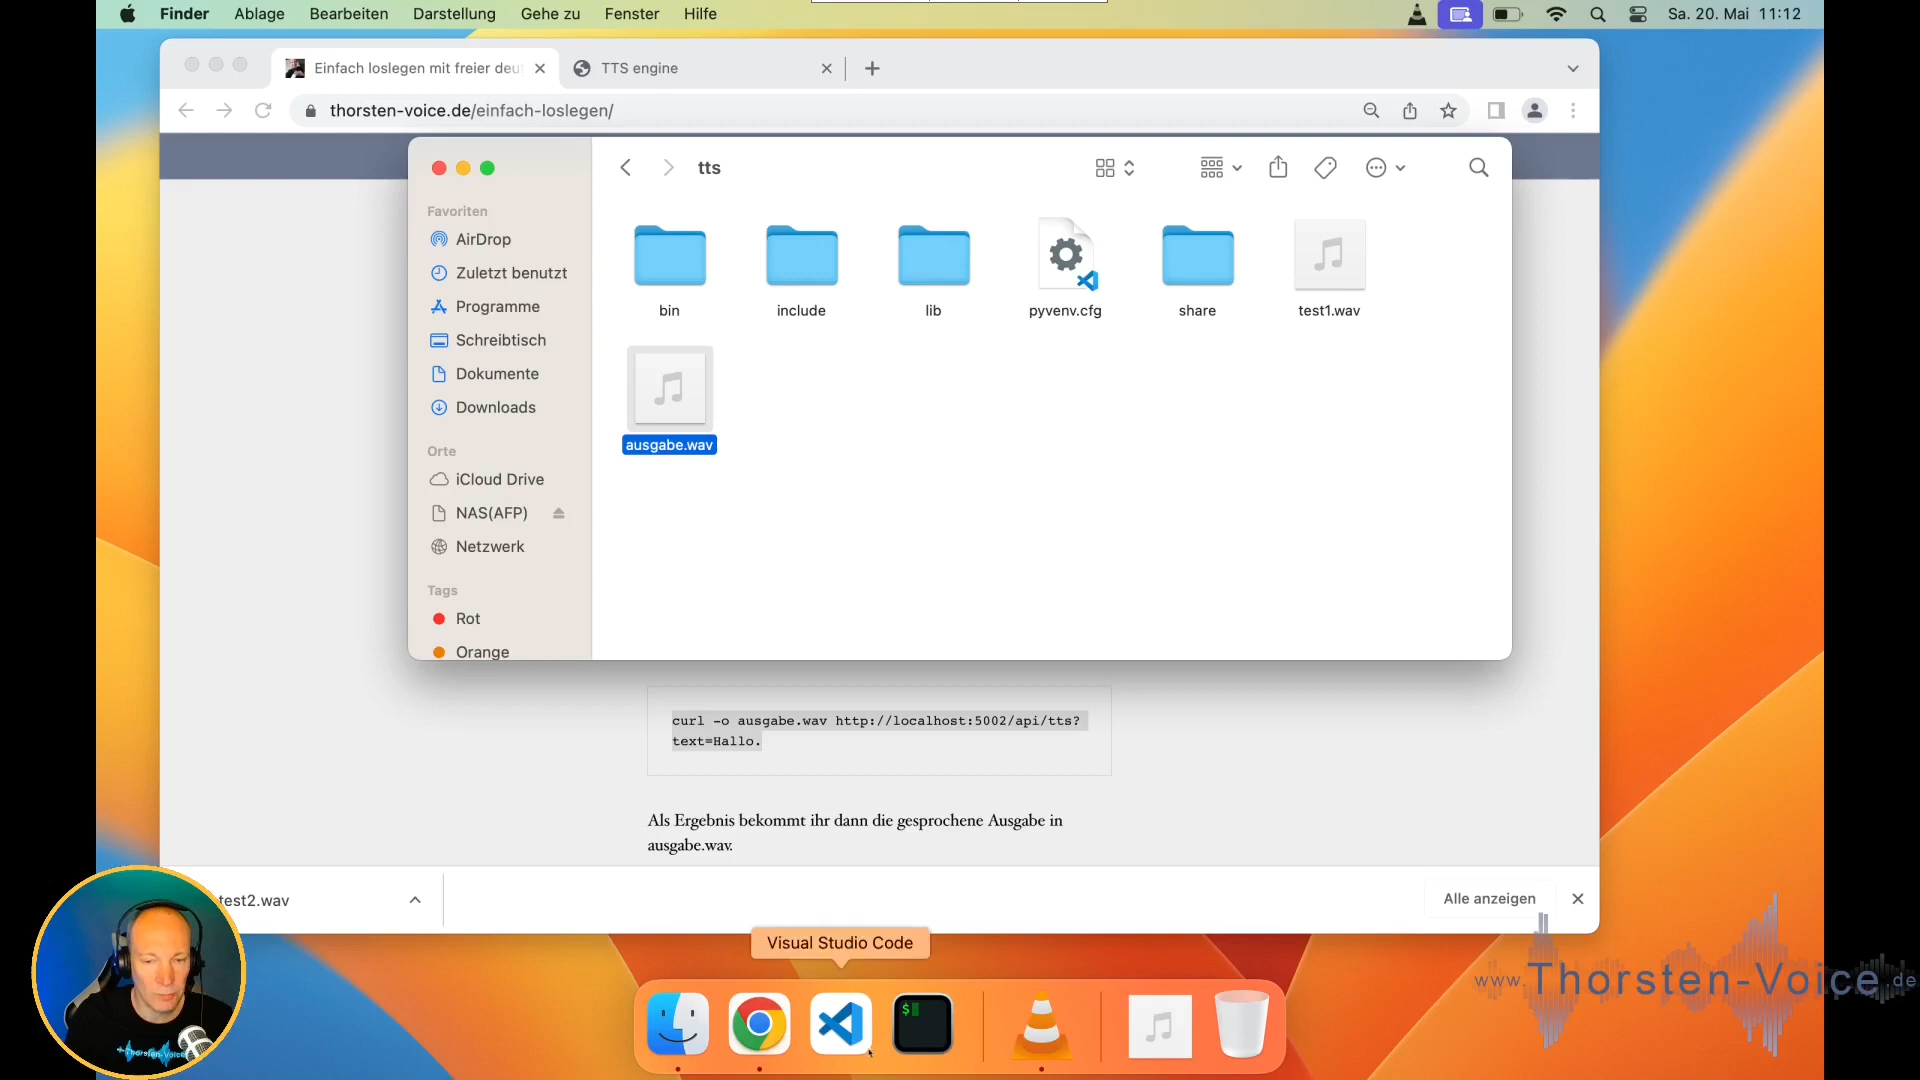 Finder Ablage Bearbeiten Darstellung Gehe zu Fenster Hilfe
Sa. 20. Mai 11:12
Einfach loslegen mit freier deut
TTS engine
thorsten-voice.de/einfach-loslegen/
tts
Favoriten
AirDrop
Zuletzt benutzt
Programme
Schreibtisch
Dokumente
Downloads
Orte
iCloud Drive
NAS(AFP)
Netzwerk
Tags
Rot
Orange
bin
include
lib
pyvenv.cfg
share
test1.wav
ausgabe.wav
curl -o ausgabe.wav http://localhost:5002/api/tts?
text=Hallo.
Als Ergebnis bekommt ihr dann die gesprochene Ausgabe in
ausgabe.wav.
test2.wav
Alle anzeigen
Visual Studio Code
$
Thorsten-Voice
www.Thorsten-Voice.de